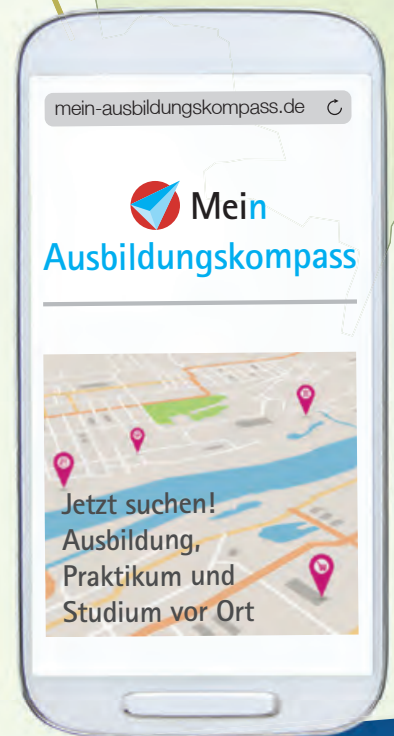 mein-ausbildungskompass.de
Mein
Ausbildungskompass
Jetzt suchen!
Ausbildung,
Praktikum und
Studium vor Ort